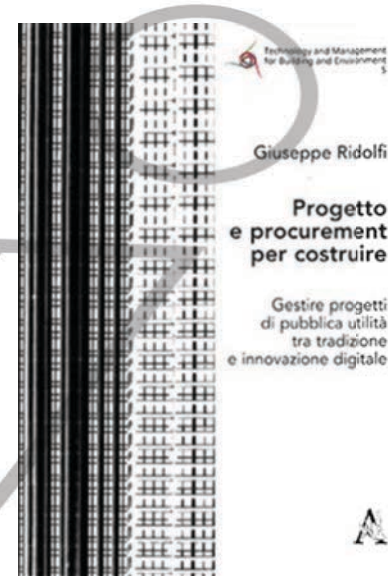 Technology and Management
for Building and Environment
5
Giuseppe Ridolfi
Progetto
e procurement
per costruire
Gestire progetti
di pubblica utilità
tra tradizione
e innovazione digitale
A